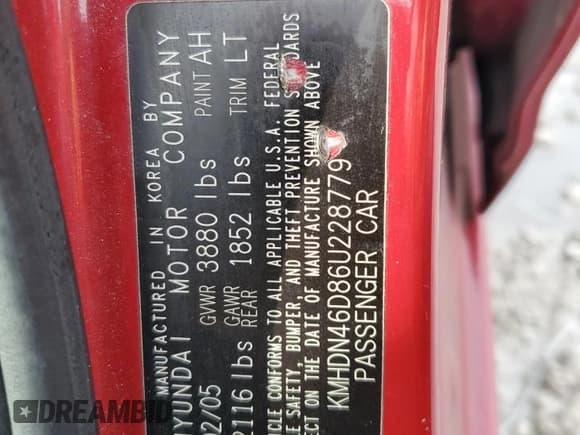 MANUFACTURED IN KOREA BY
HYUNDAI MOTOR COMPANY
02/05 GVWR 3880 lbs PAINT AH
2116 lbs GAWR REAR 1852 lbs TRIM LT
CONFORMS TO ALL APPLICABLE U.S.A. FEDERAL
SAFETY, BUMPER, AND THEFT PREVENTION STANDARDS
ON THE DATE OF MANUFACTURE SHOWN ABOVE
KMHDN46D86U228779
PASSENGER CAR
DREAMBID